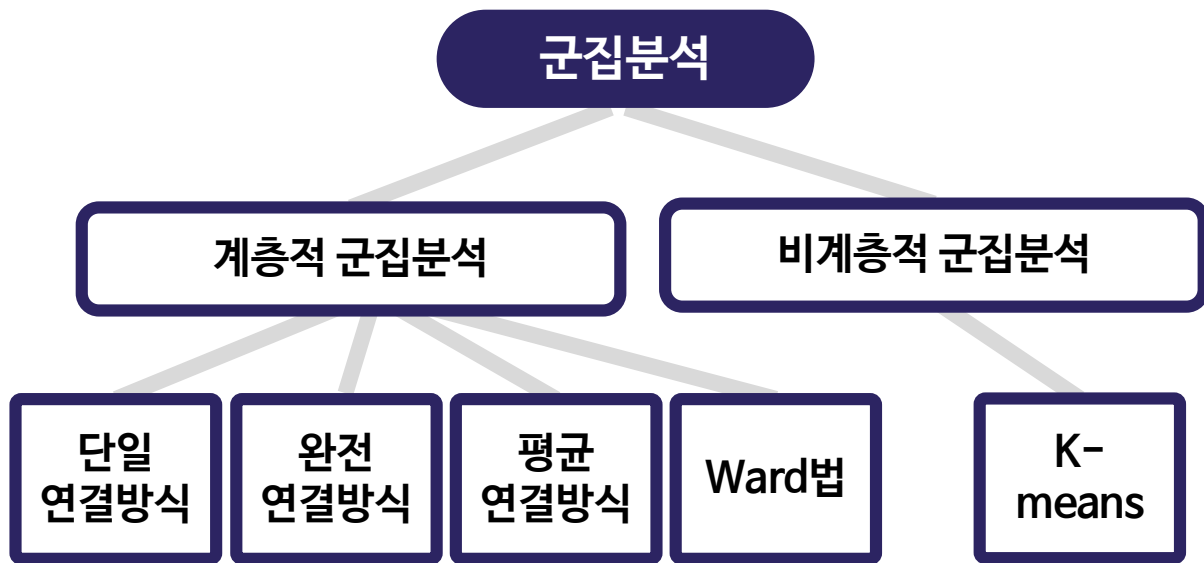 군집분석
계층적 군집분석
비계층적 군집분석
단일
연결방식
완전
연결방식
평균
연결방식
Ward법
K-
means